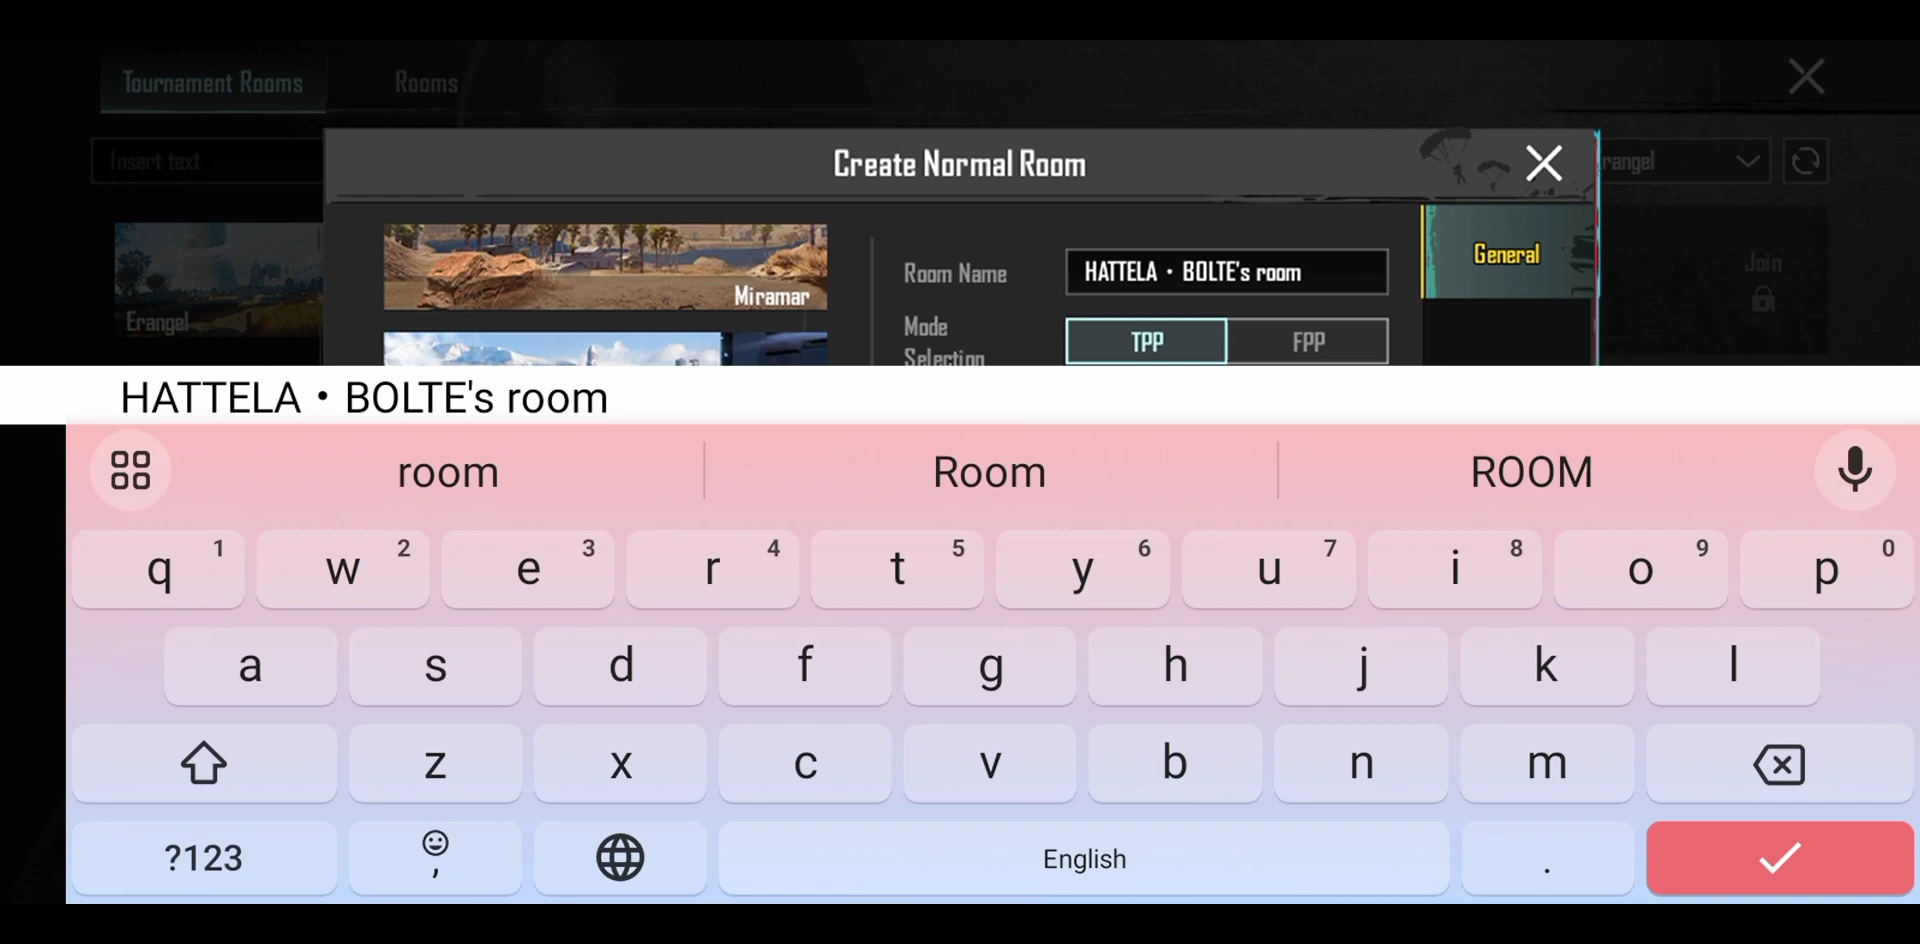 Tournament Rooms
Rooms
Insert text
Create Normal Room
rangel
Miramar
Room Name
HATTELA • BOLTE's room
General
Mode
Selection
TPP
FPP
Erangel
Join
HATTELA • BOLTE's room
room
Room
ROOM
q 1 w 2 e 3 r 4 t 5 y 6 u 7 i 8 o 9 p 0
a s d f g h j k l
z x c v b n m
?123 , English .